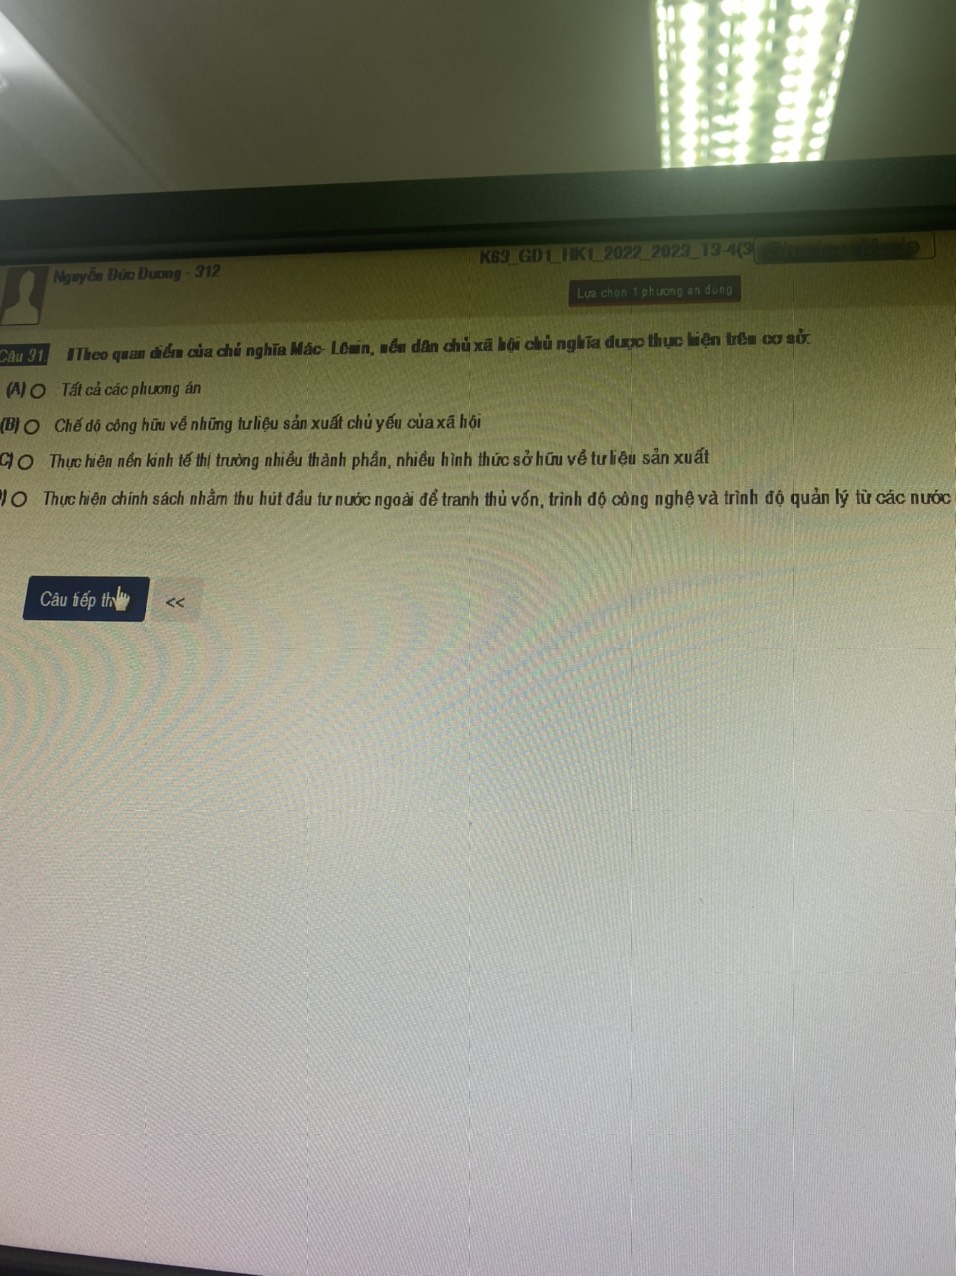 K63_GD1_HK1_2022_2023_T3-4(3
Nguyễn Đức Dương - 312
Lựa chọn 1 phương án đúng
Câu 31 Theo quan điểm của chủ nghĩa Mác- Lênin, nền dân chủ xã hội chủ nghĩa được thực hiện trên cơ sở:
(A) Tất cả các phương án
(B) Chế độ công hữu về những tư liệu sản xuất chủ yếu của xã hội
C) Thực hiện nền kinh tế thị trường nhiều thành phần, nhiều hình thức sở hữu về tư liệu sản xuất
) Thực hiện chính sách nhằm thu hút đầu tư nước ngoài để tranh thủ vốn, trình độ công nghệ và trình độ quản lý từ các nước
Câu tiếp th <<